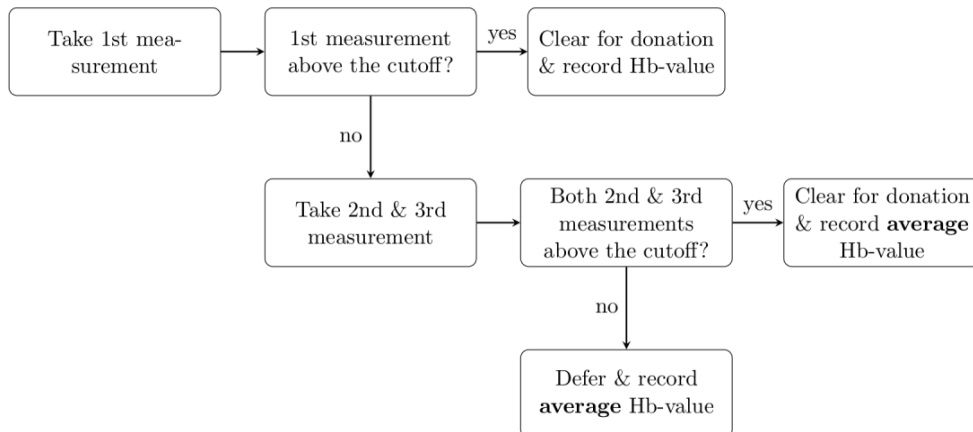 Take 1st mea-
surement
1st measurement
above the cutoff?
yes
Clear for donation
& record Hb-value
no
Take 2nd & 3rd
measurement
Both 2nd & 3rd
measurements
above the cutoff?
yes
Clear for donation
& record average
Hb-value
no
Defer & record
average Hb-value